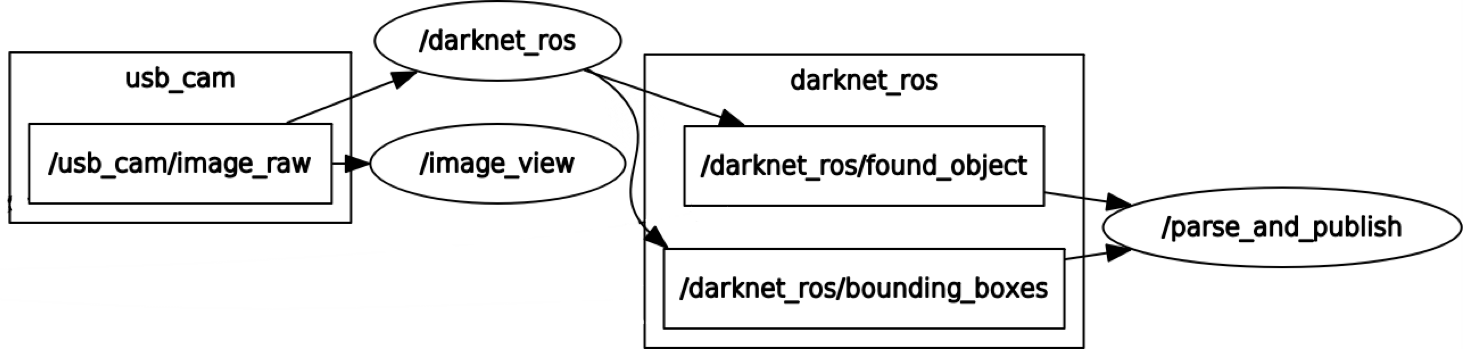 usb_cam
/usb_cam/image_raw
/darknet_ros
/image_view
darknet_ros
/darknet_ros/found_object
/darknet_ros/bounding_boxes
/parse_and_publish